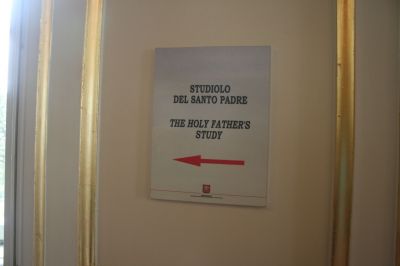 STUDIOLO
DEL SANTO PADRE
THE HOLY FATHER'S
STUDY